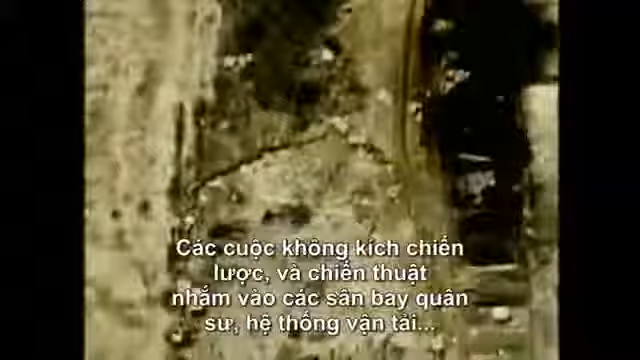 Các cuộc không kích chiến
lược, và chiến thuật
nhắm vào các sân bay quân
sư, hệ thống vận tải...